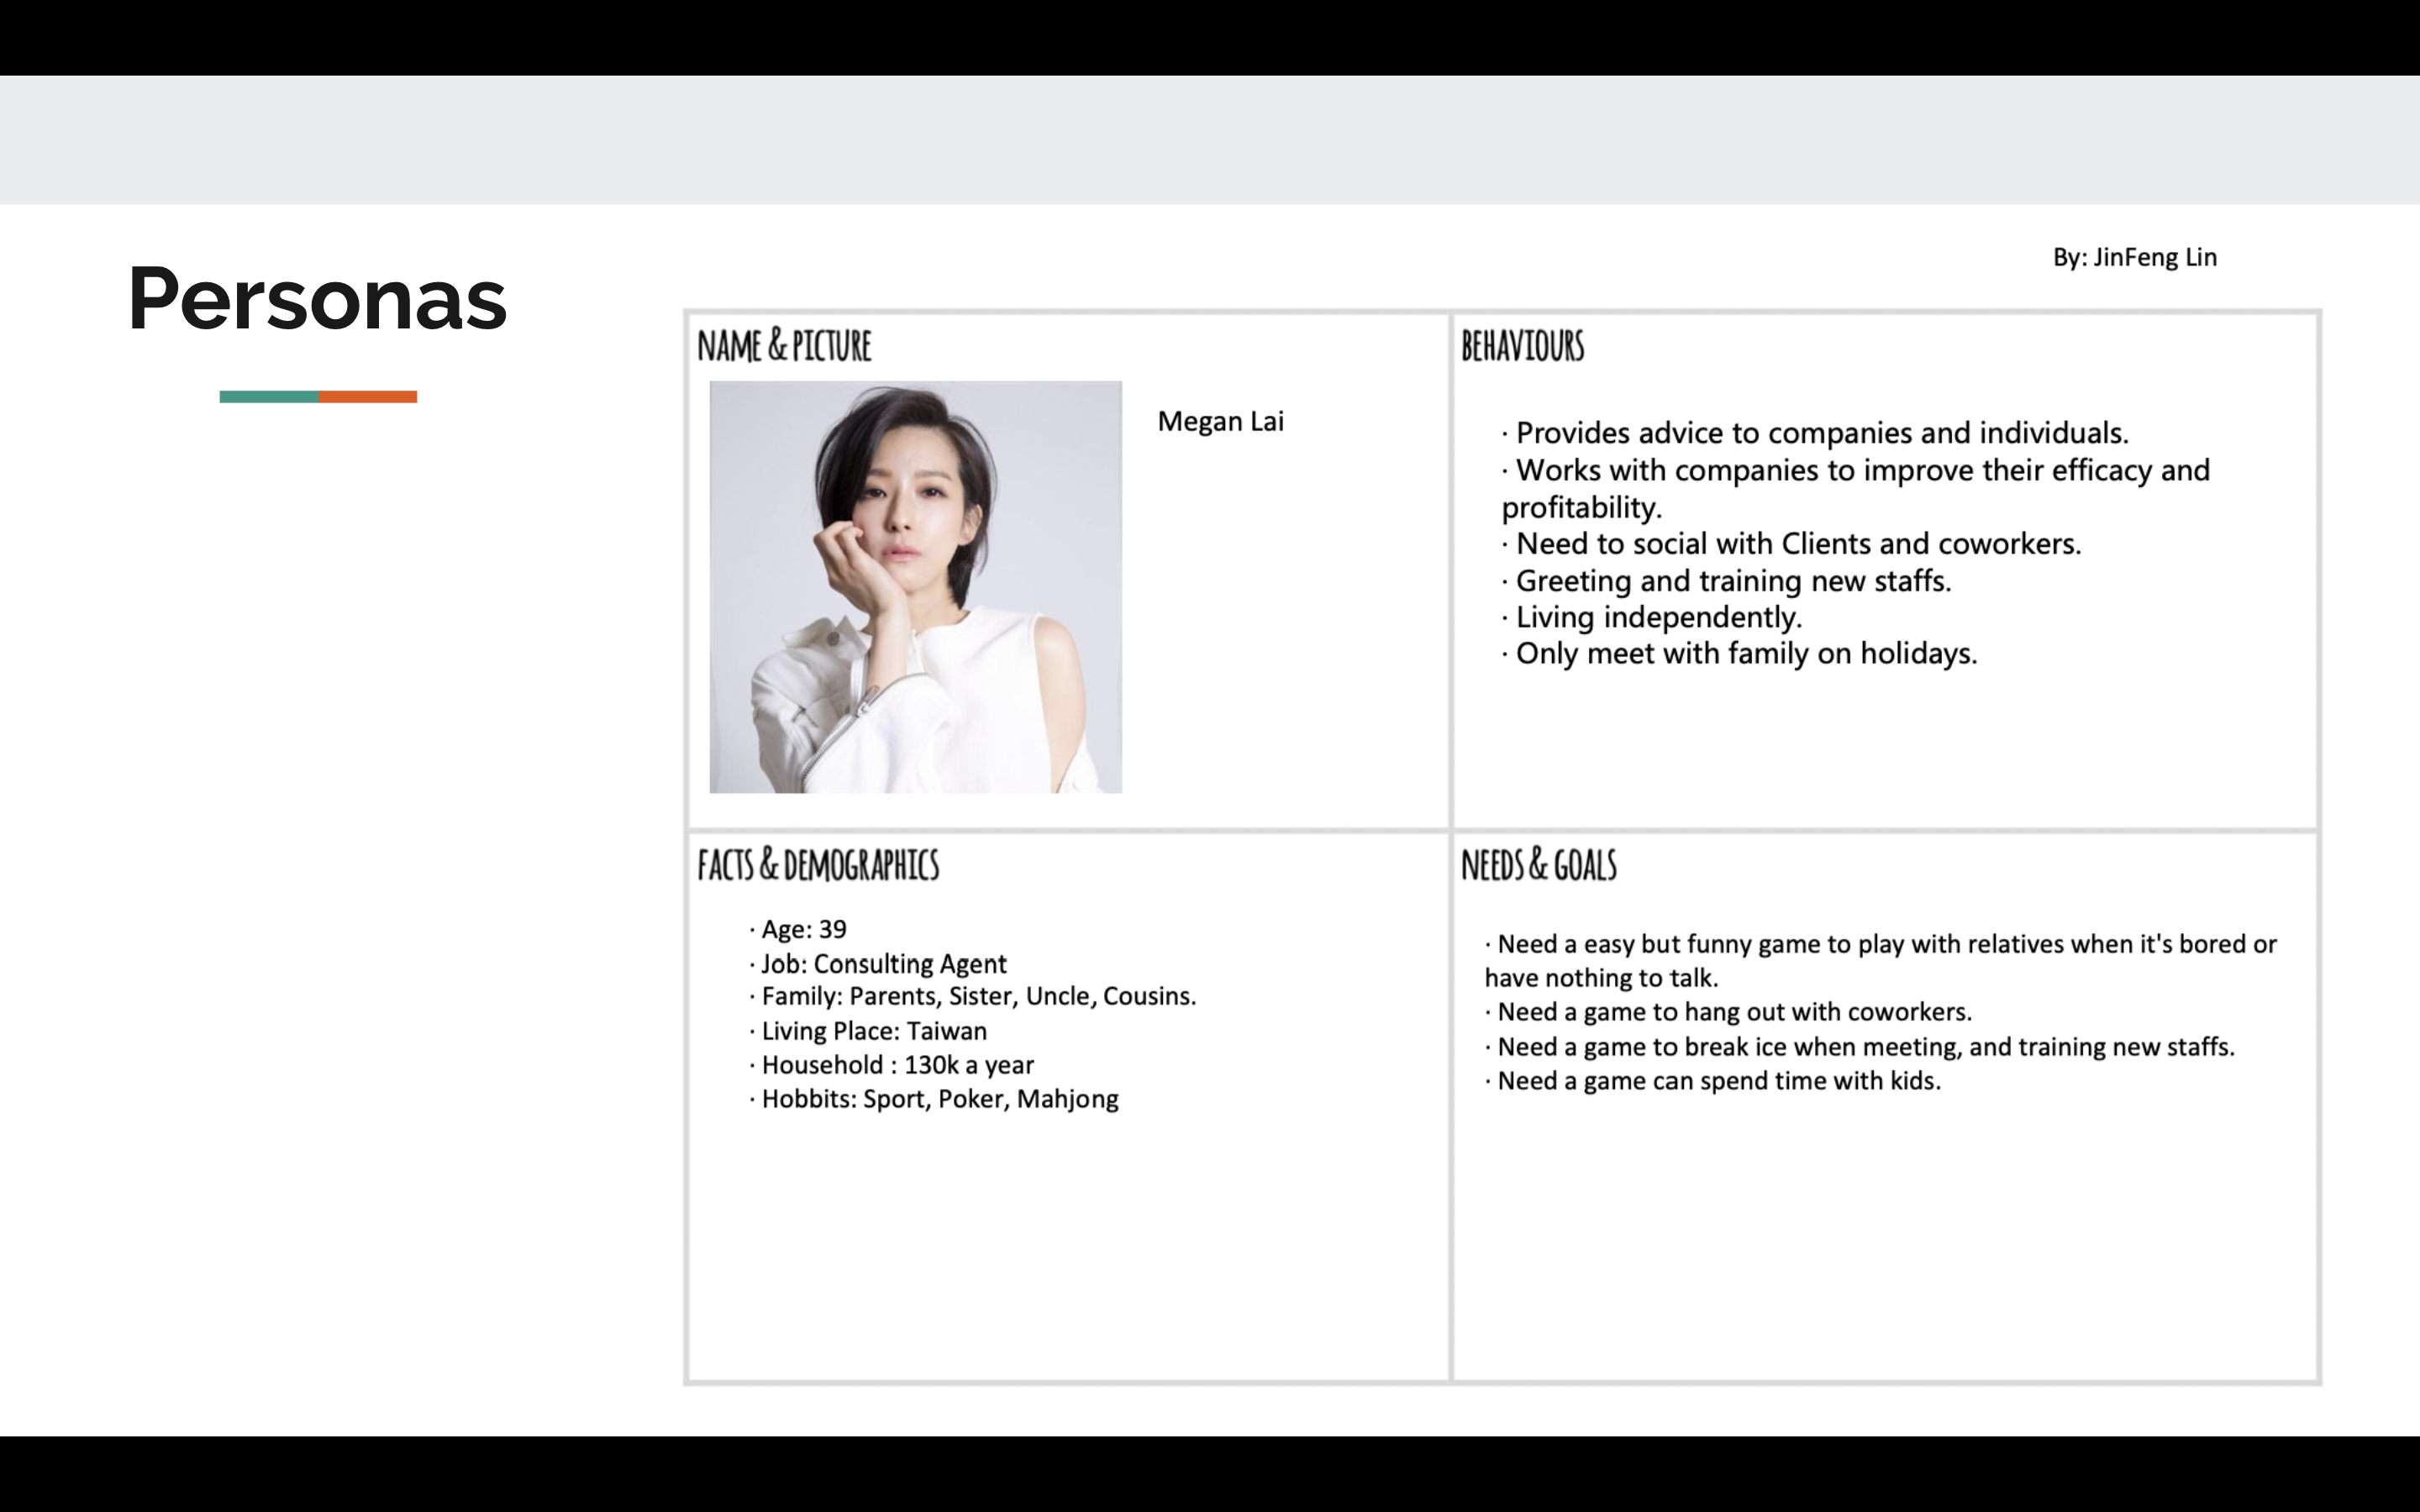 Personas
By: JinFeng Lin
NAME & PICTURE
Megan Lai
BEHAVIOURS
· Provides advice to companies and individuals.
· Works with companies to improve their efficacy and
profitability.
· Need to social with Clients and coworkers.
· Greeting and training new staffs.
· Living independently.
· Only meet with family on holidays.
FACTS & DEMOGRAPHICS
· Age: 39
· Job: Consulting Agent
· Family: Parents, Sister, Uncle, Cousins.
· Living Place: Taiwan
· Household : 130k a year
· Hobbits: Sport, Poker, Mahjong
NEEDS & GOALS
· Need a easy but funny game to play with relatives when it's bored or
have nothing to talk.
· Need a game to hang out with coworkers.
· Need a game to break ice when meeting, and training new staffs.
· Need a game can spend time with kids.